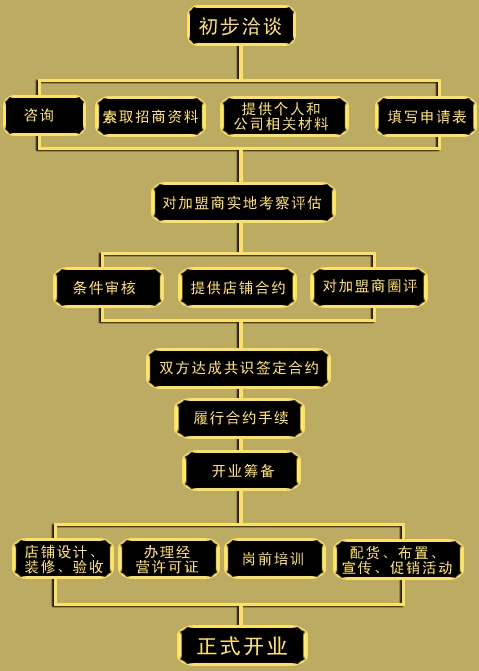 初步洽谈
咨询
索取招商资料
提供个人和
公司相关材料
填写申请表
对加盟商实地考察评估
条件审核
提供店铺合约
对加盟商圈评
双方达成共识签定合约
履行合约手续
开业筹备
店铺设计、
装修、验收
办理经
营许可证
岗前培训
配货、布置、
宣传、促销活动
正式开业